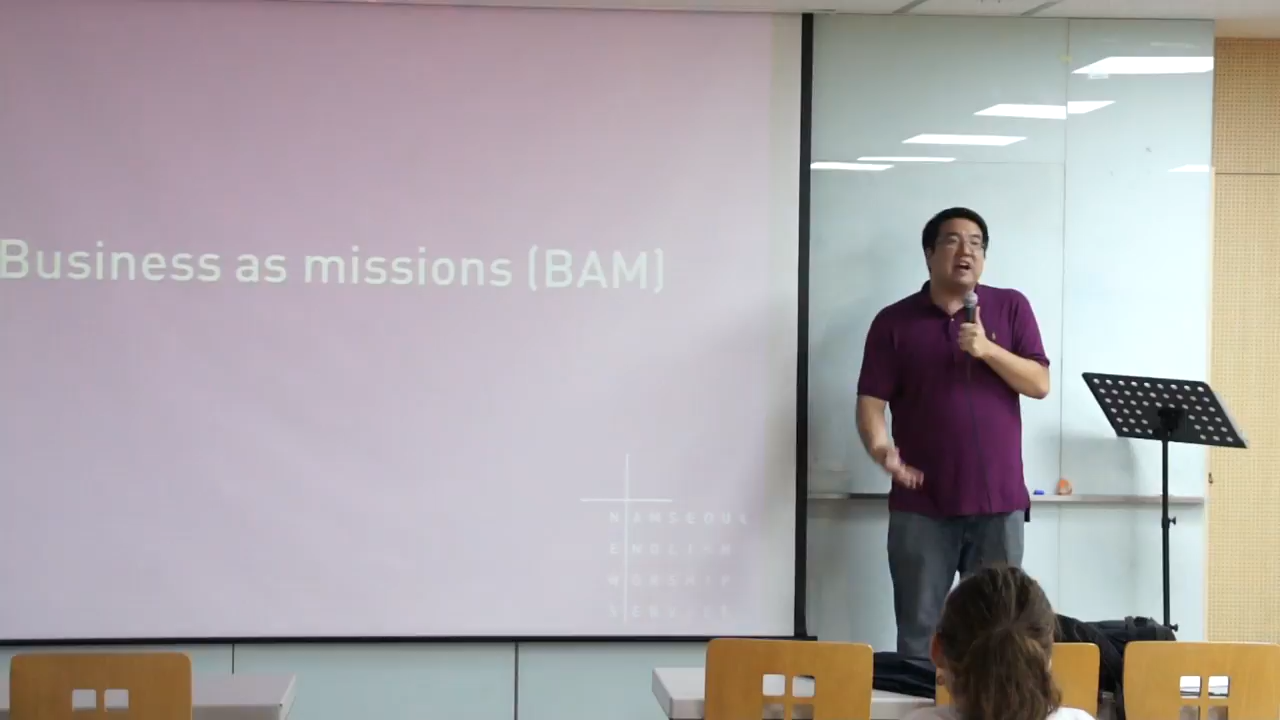 Business as missions (BAM)
NAMSEOUL
ENGLISH
WORSHIP
SERVICE